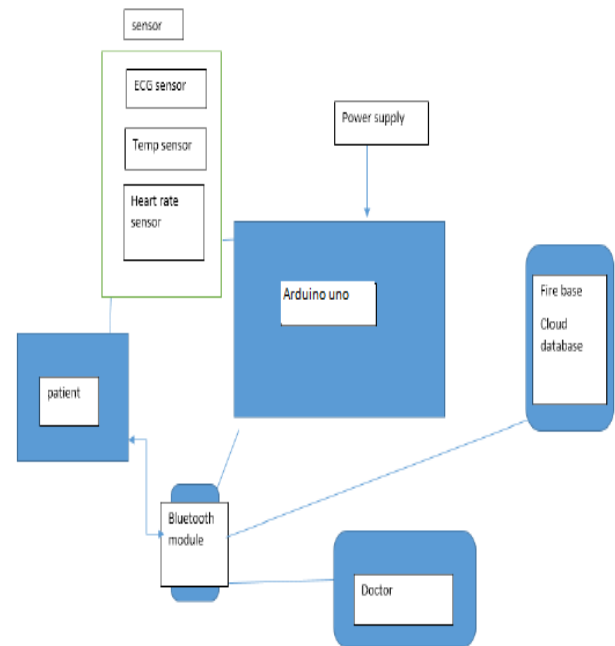 sensor
ECG sensor
Power supply
Temp sensor
Heart rate
sensor
Arduino uno
Fire base
Cloud
database
patient
Bluetooth
module
Doctor